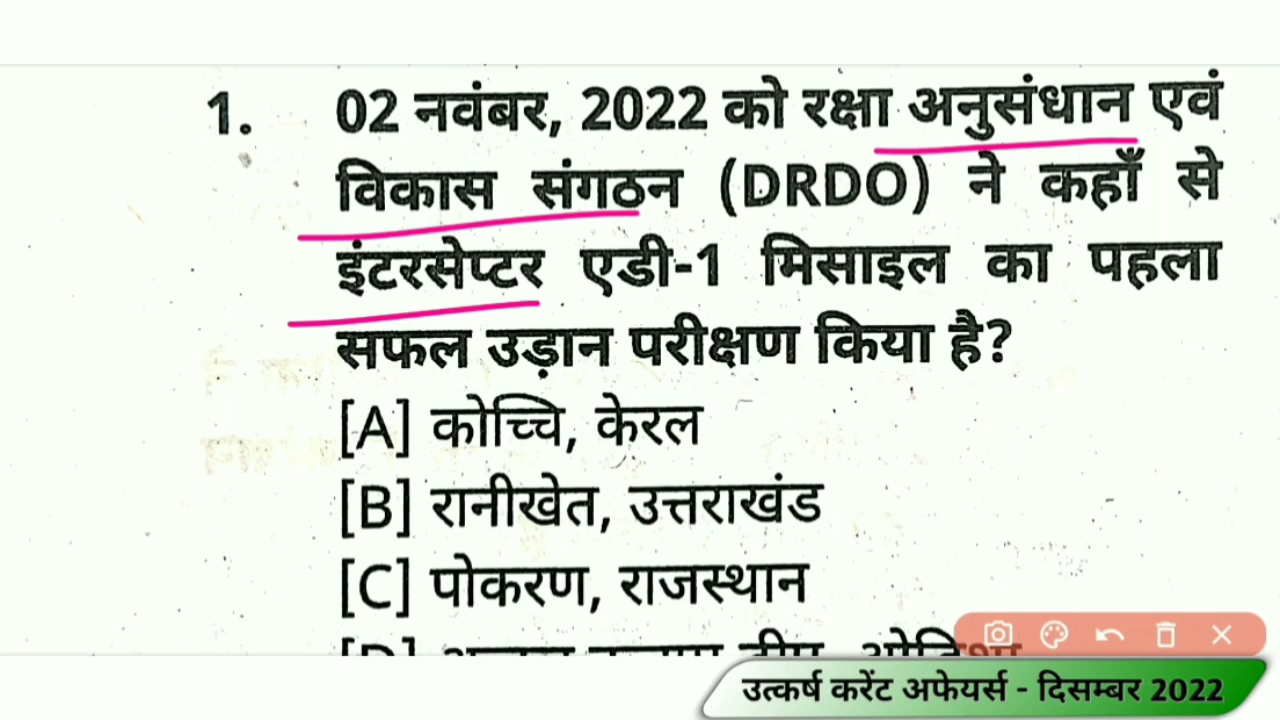 1. 02 नवंबर, 2022 को रक्षा अनुसंधान एवं
विकास संगठन (DRDO) ने कहाँ से
इंटरसेप्टर एडी-1 मिसाइल का पहला
सफल उड़ान परीक्षण किया है?
[A] कोच्चि, केरल
[B] रानीखेत, उत्तराखंड
[C] पोकरण, राजस्थान
उत्कर्ष करेंट अफेयर्स - दिसम्बर 2022